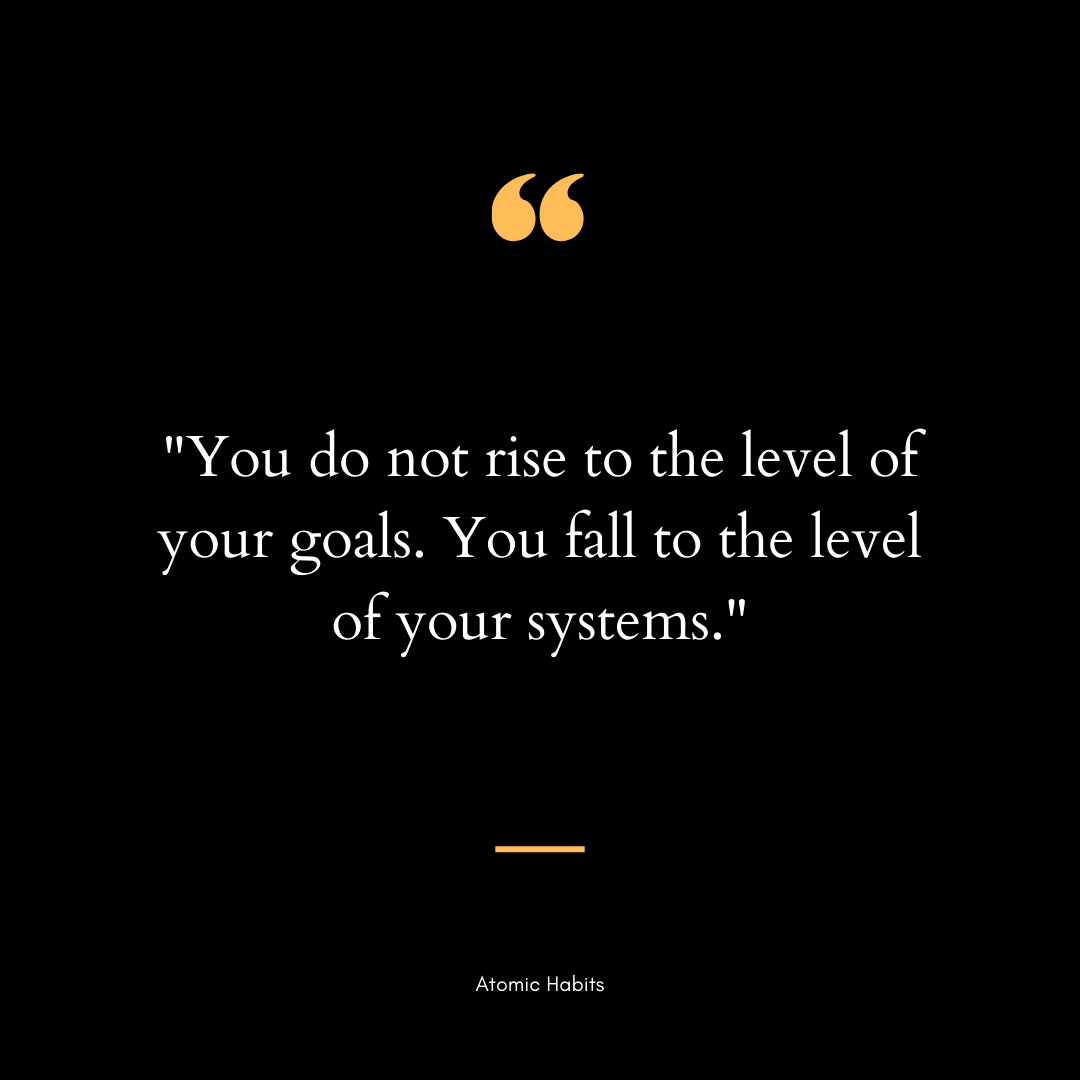 “
"You do not rise to the level of
your goals. You fall to the level
of your systems."
Atomic Habits